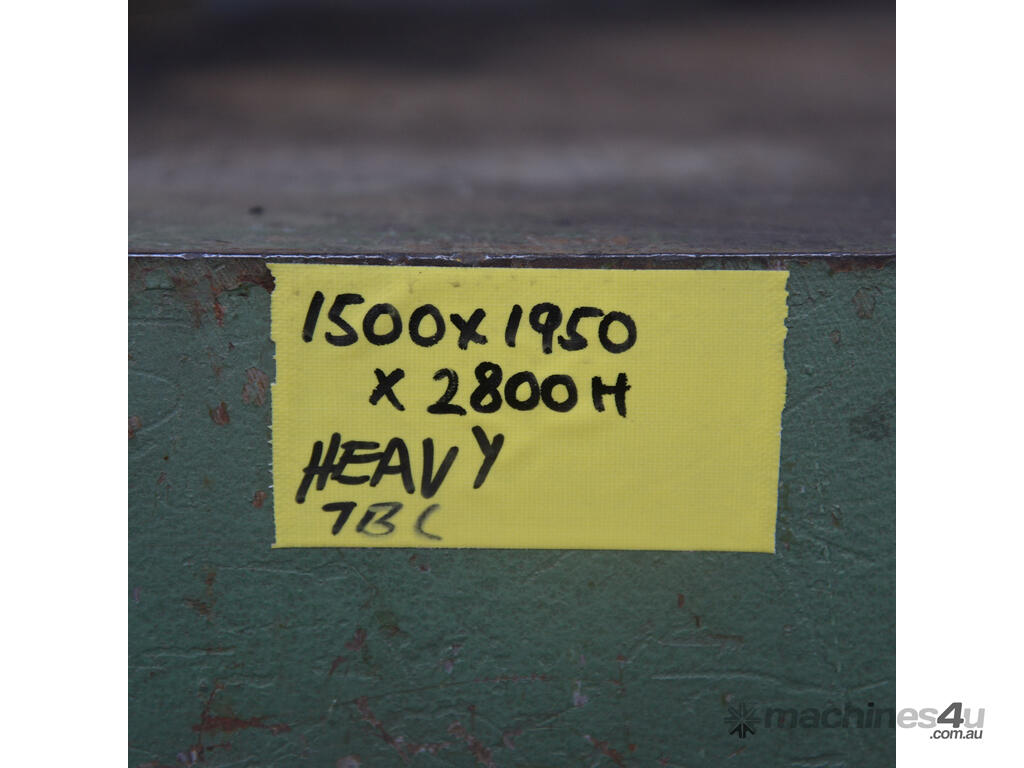 1500x1950
x 2800H
HEAVY
TBC
machines4u
.com.au